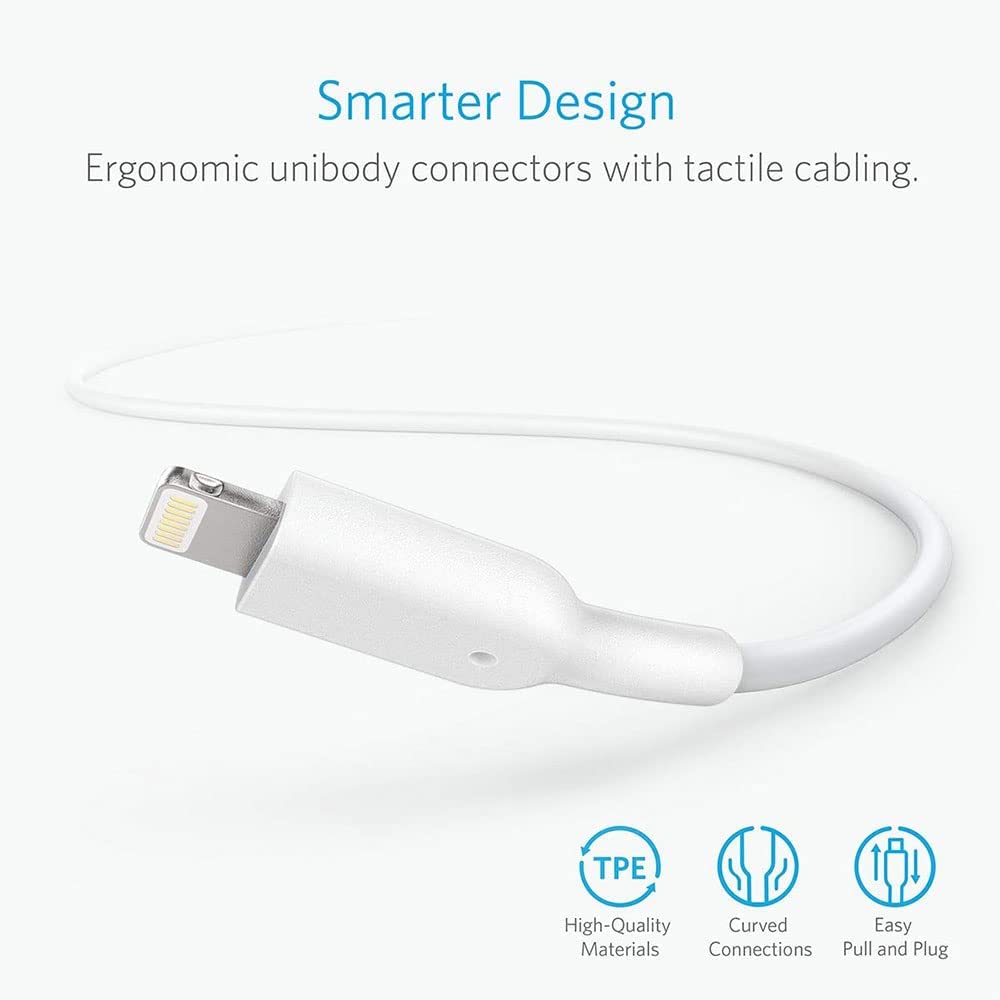 Smarter Design
Ergonomic unibody connectors with tactile cabling.
TPE
High-Quality
Materials
Curved
Connections
Easy
Pull and Plug